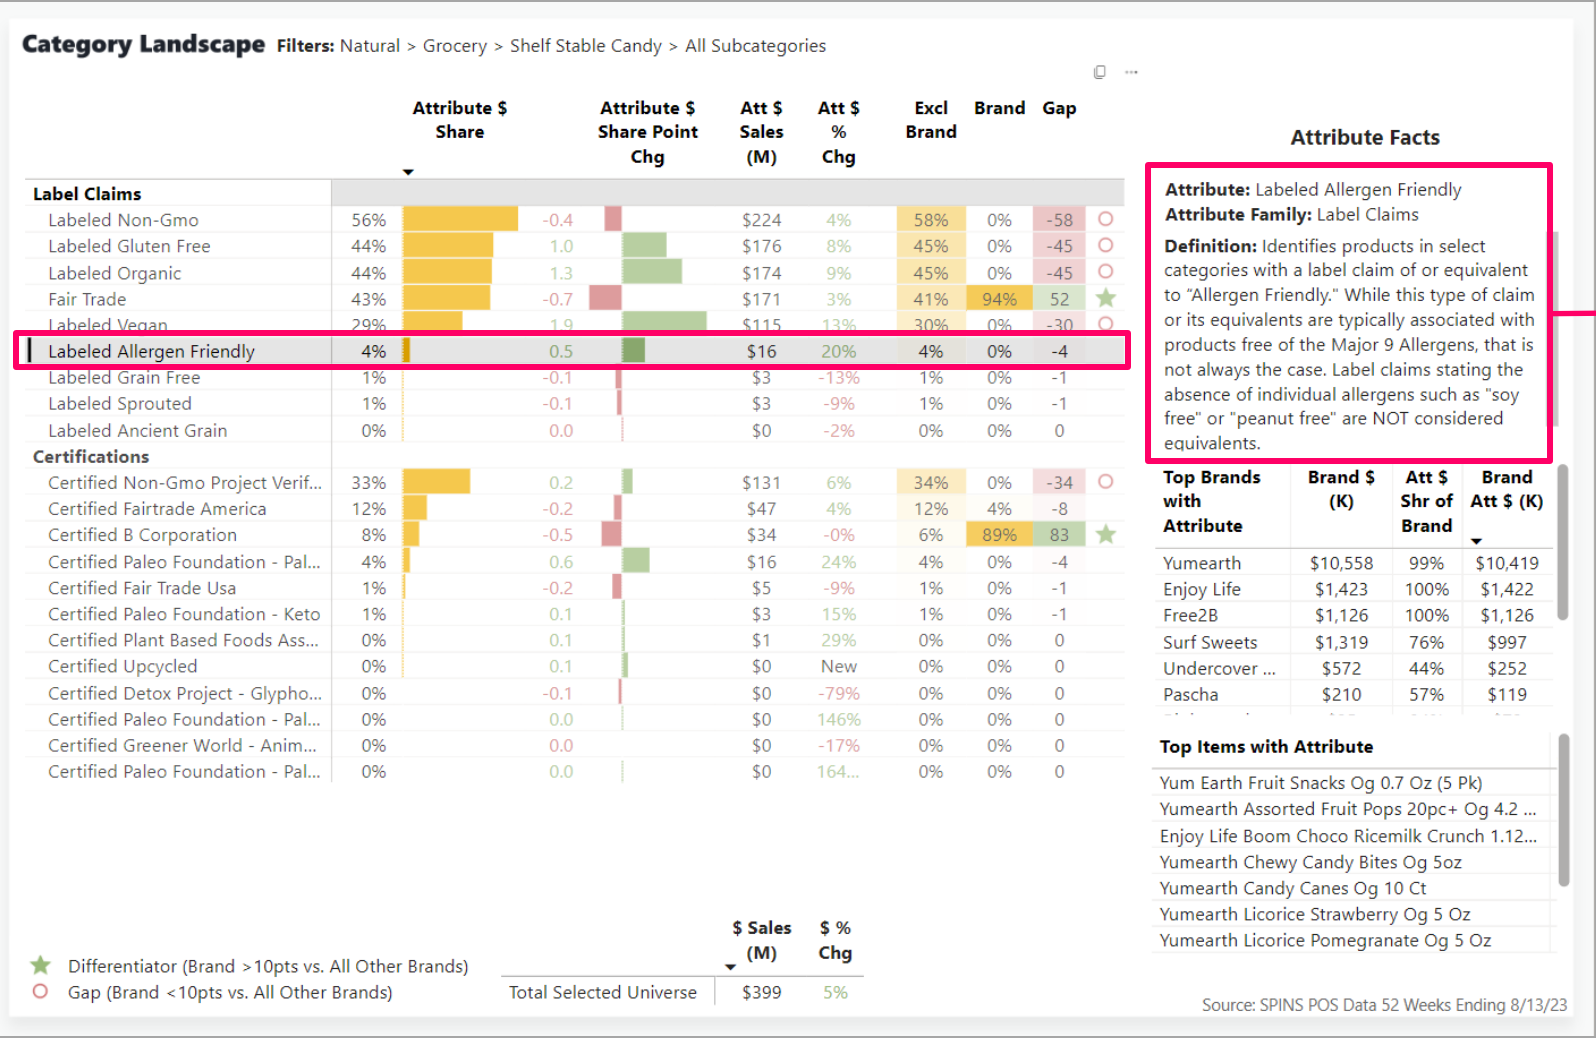 Category Landscape Filters: Natural > Grocery > Shelf Stable Candy > All Subcategories
Attribute $ Share Attribute $ Share Point Chg Att $ Sales (M) Att $ % Chg Excl Brand Brand Gap
Label Claims
Labeled Non-Gmo 56% -0.4 $224 4% 58% 0% -58
Labeled Gluten Free 44% 1.0 $176 8% 45% 0% -45
Labeled Organic 44% 1.3 $174 9% 45% 0% -45
Fair Trade 43% -0.7 $171 3% 41% 94% 52
Labeled Vegan 29% 1.9 $115 13% 30% 0% -30
Labeled Allergen Friendly 4% 0.5 $16 20% 4% 0% -4
Labeled Grain Free 1% -0.1 $3 -13% 1% 0% -1
Labeled Sprouted 1% -0.1 $3 -9% 1% 0% -1
Labeled Ancient Grain 0% 0.0 $0 -2% 0% 0% 0
Certifications
Certified Non-Gmo Project Verif... 33% 0.2 $131 6% 34% 0% -34
Certified Fairtrade America 12% -0.2 $47 4% 12% 4% -8
Certified B Corporation 8% -0.5 $34 -0% 6% 89% 83
Certified Paleo Foundation - Pal... 4% 0.6 $16 24% 4% 0% -4
Certified Fair Trade Usa 1% -0.2 $5 -9% 1% 0% -1
Certified Paleo Foundation - Keto 1% 0.1 $3 15% 1% 0% -1
Certified Plant Based Foods Ass... 0% 0.1 $1 29% 0% 0% 0
Certified Upcycled 0% 0.1 $0 New 0% 0% 0
Certified Detox Project - Glypho... 0% -0.1 $0 -79% 0% 0% 0
Certified Paleo Foundation - Pal... 0% 0.0 $0 146% 0% 0% 0
Certified Greener World - Anim... 0% 0.0 $0 -17% 0% 0% 0
Certified Paleo Foundation - Pal... 0% 0.0 $0 164... 0% 0% 0
$ Sales (M) $ % Chg
Total Selected Universe $399 5%
Differentiator (Brand >10pts vs. All Other Brands)
Gap (Brand <10pts vs. All Other Brands)
Attribute Facts
Attribute: Labeled Allergen Friendly
Attribute Family: Label Claims
Definition: Identifies products in select
categories with a label claim of or equivalent
to “Allergen Friendly.” While this type of claim
or its equivalents are typically associated with
products free of the Major 9 Allergens, that is
not always the case. Label claims stating the
absence of individual allergens such as "soy
free" or "peanut free" are NOT considered
equivalents.
Top Brands with Attribute Brand $ (K) Att $ Shr of Brand Brand Att $ (K)
Yumearth $10,558 99% $10,419
Enjoy Life $1,423 100% $1,422
Free2B $1,126 100% $1,126
Surf Sweets $1,319 76% $997
Undercover ... $572 44% $252
Pascha $210 57% $119
Top Items with Attribute
Yum Earth Fruit Snacks Og 0.7 Oz (5 Pk)
Yumearth Assorted Fruit Pops 20pc+ Og 4.2 ...
Enjoy Life Boom Choco Ricemilk Crunch 1.12...
Yumearth Chewy Candy Bites Og 5oz
Yumearth Candy Canes Og 10 Ct
Yumearth Licorice Strawberry Og 5 Oz
Yumearth Licorice Pomegranate Og 5 Oz
Source: SPINS POS Data 52 Weeks Ending 8/13/23